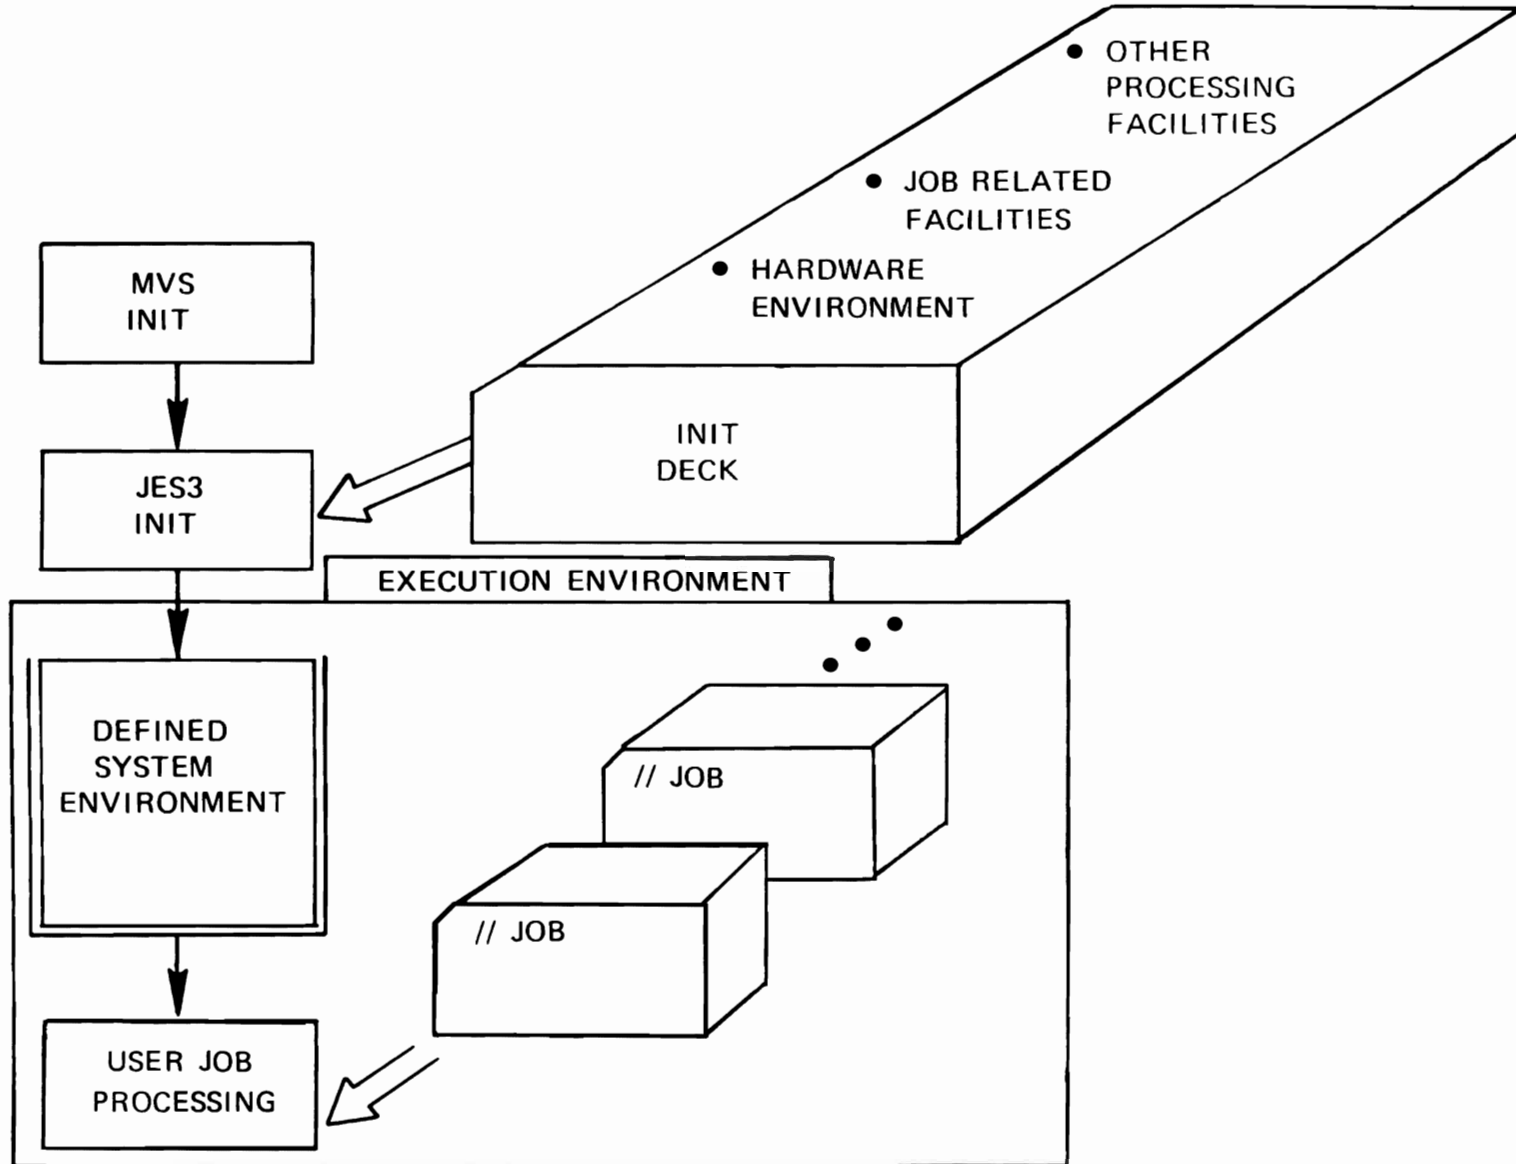 • OTHER
PROCESSING
FACILITIES
• JOB RELATED
FACILITIES
• HARDWARE
ENVIRONMENT
MVS
INIT
INIT
DECK
JES3
INIT
EXECUTION ENVIRONMENT
DEFINED
SYSTEM
ENVIRONMENT
// JOB
// JOB
USER JOB
PROCESSING